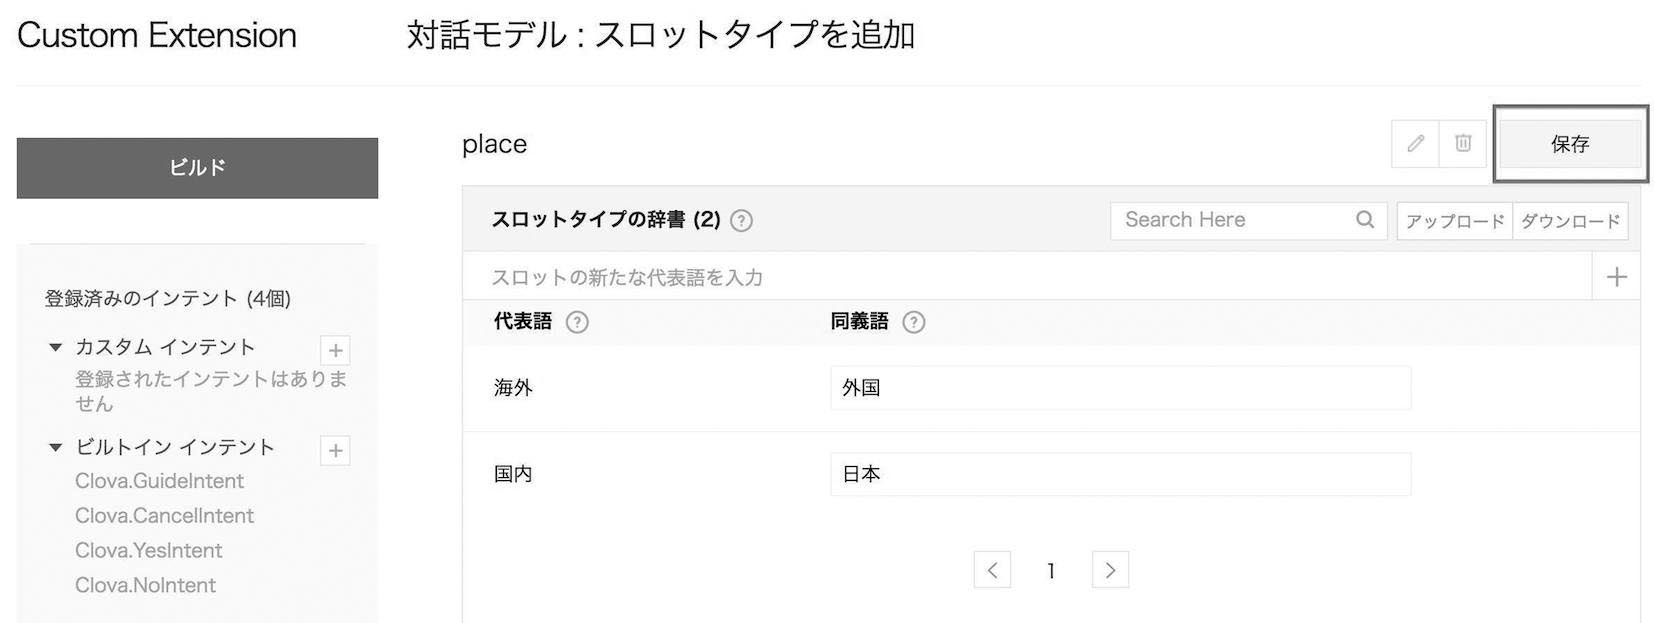 Custom Extension
対話モデル : スロットタイプを追加
ビルド
登録済みのインテント (4個)
カスタム インテント
登録されたインテントはありま
せん
ビルトイン インテント
Clova.GuideIntent
Clova.CancelIntent
Clova.YesIntent
Clova.NoIntent
place
保存
スロットタイプの辞書 (2) ?
Search Here
アップロード
ダウンロード
スロットの新たな代表語を入力 +
代表語 ? 同義語 ?
海外 外国
国内 日本
< 1 >